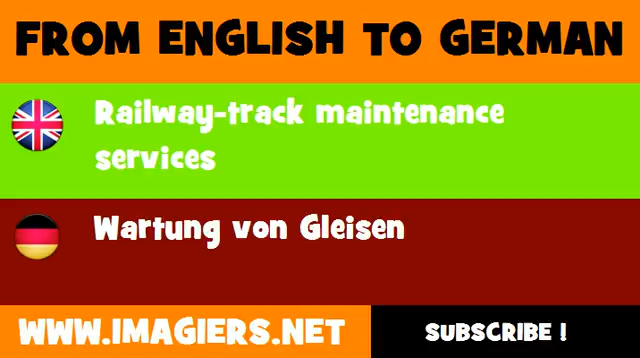 FROM ENGLISH TO GERMAN
Railway-track maintenance
services
Wartung von Gleisen
WWW.IMAGIERS.NET
SUBSCRIBE !